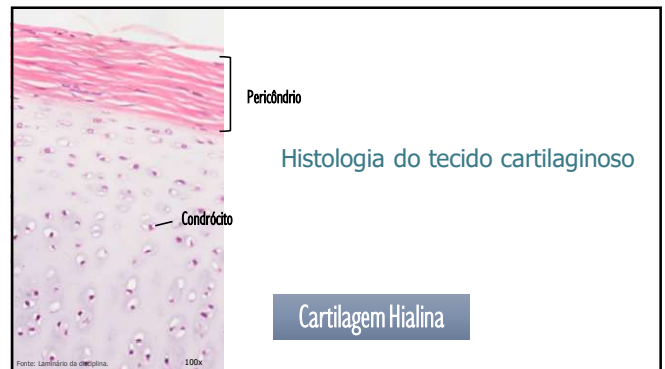 Pericôndrio
Histologia do tecido cartilaginoso
Condrócito
Cartilagem Hialina
Fonte: Laminário da disciplina.
100x